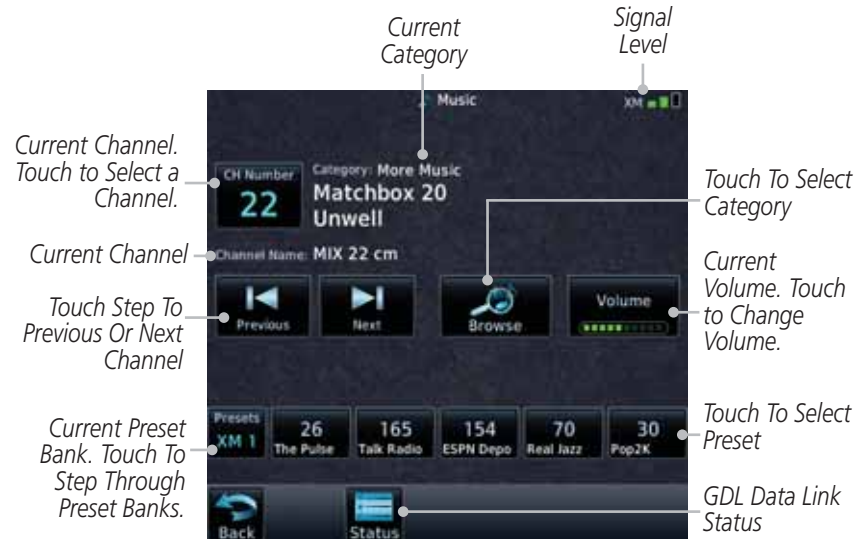 Current
Category
Signal
Level
Music
XM
Current Channel.
Touch to Select a
Channel.
CH Number
22
Category: More Music
Matchbox 20
Unwell
Touch To Select
Category
Current Channel
Channel Name: MIX 22 cm
Current
Volume. Touch
to Change
Volume.
Touch Step To
Previous Or Next
Channel
Previous
Next
Browse
Volume
Current Preset
Bank. Touch To
Step Through
Preset Banks.
Presets
XM 1
26
The Pulse
165
Talk Radio
154
ESPN Depo
70
Real Jazz
30
Pop2K
Touch To Select
Preset
Back
Status
GDL Data Link
Status